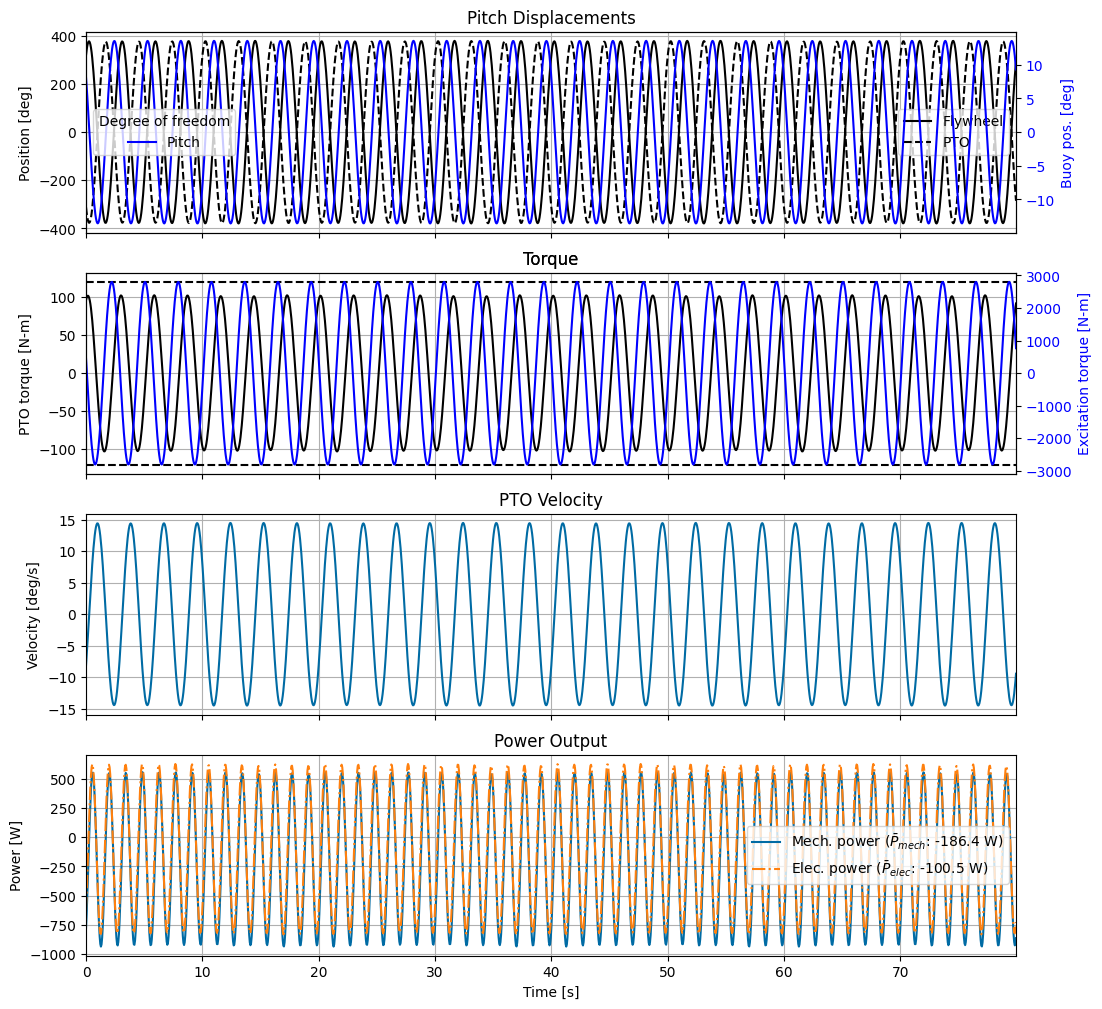 Pitch Displacements
400
200
0
−200
−400
Position [deg]
10
5
0
−5
−10
Buoy pos. [deg]
Degree of freedom
Pitch
Flywheel
PTO
Torque
100
50
0
−50
−100
PTO torque [N-m]
3000
2000
1000
0
−1000
−2000
−3000
Excitation torque [N-m]
PTO Velocity
15
10
5
0
−5
−10
−15
Velocity [deg/s]
Power Output
500
250
0
−250
−500
−750
−1000
Power [W]
Mech. power (P̄mech: -186.4 W)
Elec. power (P̄elec: -100.5 W)
0 10 20 30 40 50 60 70
Time [s]